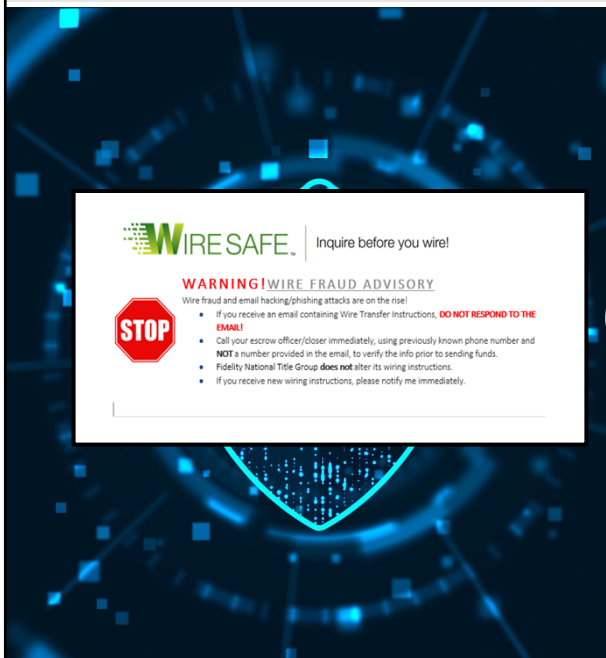 WIRE SAFE™ Inquire before you wire!
WARNING! WIRE FRAUD ADVISORY
Wire fraud and email hacking/phishing attacks are on the rise!
STOP
• If you receive an email containing Wire Transfer Instructions, DO NOT RESPOND TO THE
EMAIL!
• Call your escrow officer/closer immediately, using previously known phone number and
NOT a number provided in the email, to verify the info prior to sending funds.
• Fidelity National Title Group does not alter its wiring instructions.
• If you receive new wiring instructions, please notify me immediately.